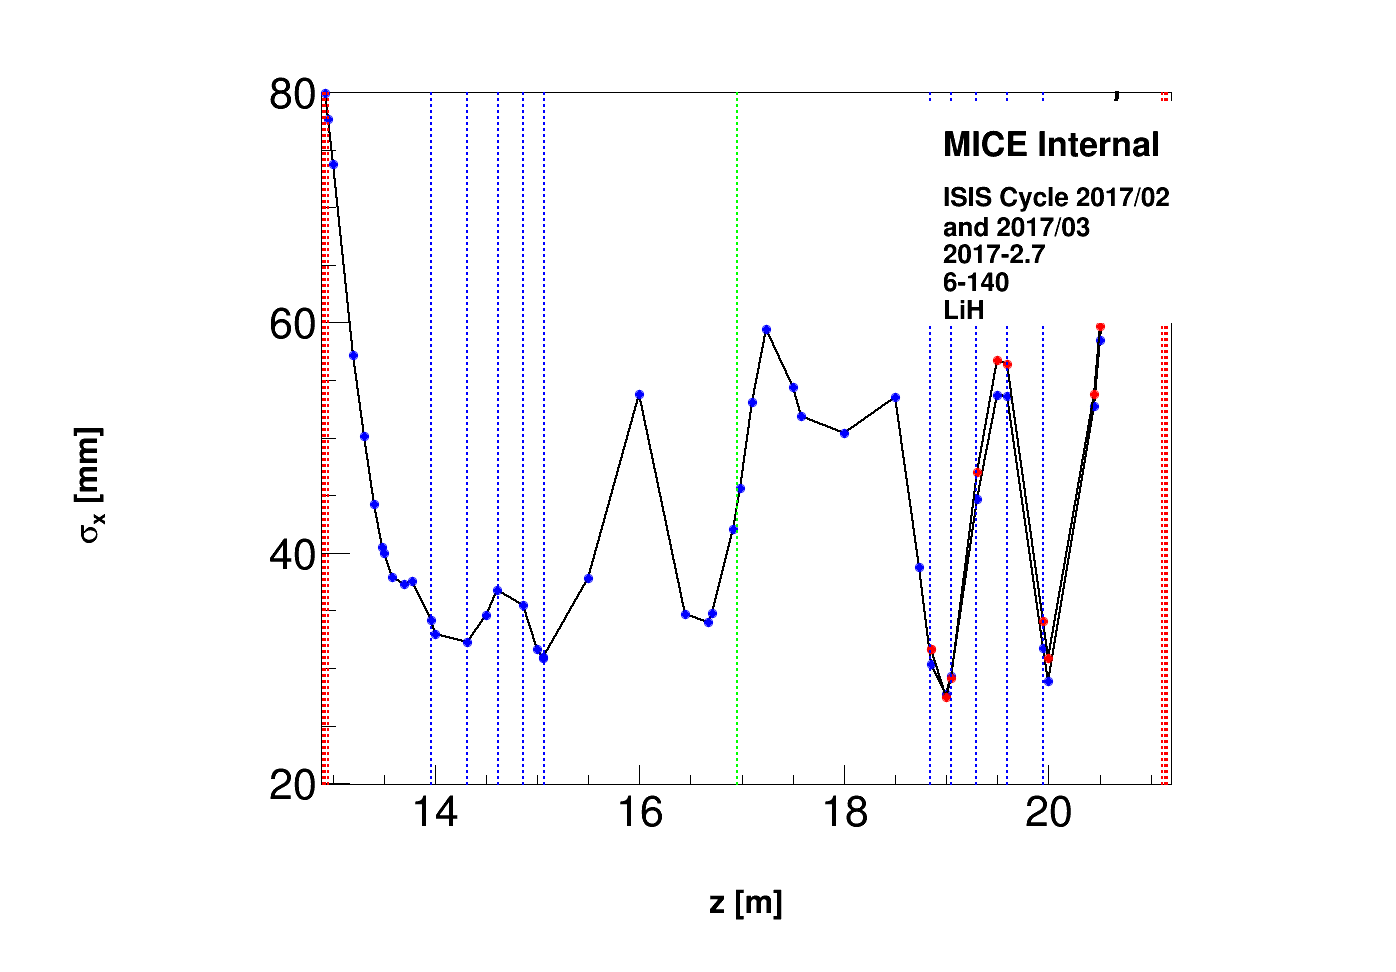 80
60
40
20
14 16 18 20
σx [mm]
z [m]
MICE Internal
ISIS Cycle 2017/02
and 2017/03
2017-2.7
6-140
LiH